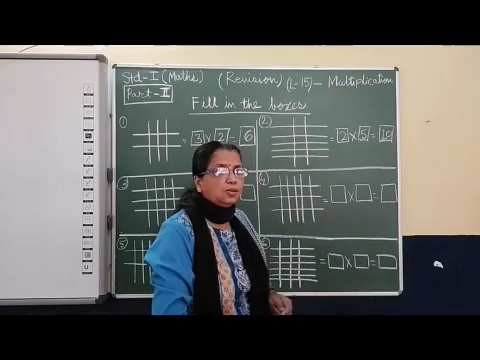 Std-I (Maths) (Revision) (L-15)— Multiplication
Part-II
Fill in the boxes
① = 3 x 2 = 6
② = 2 x 5 = 10
③
④ = x =
⑤
= x =